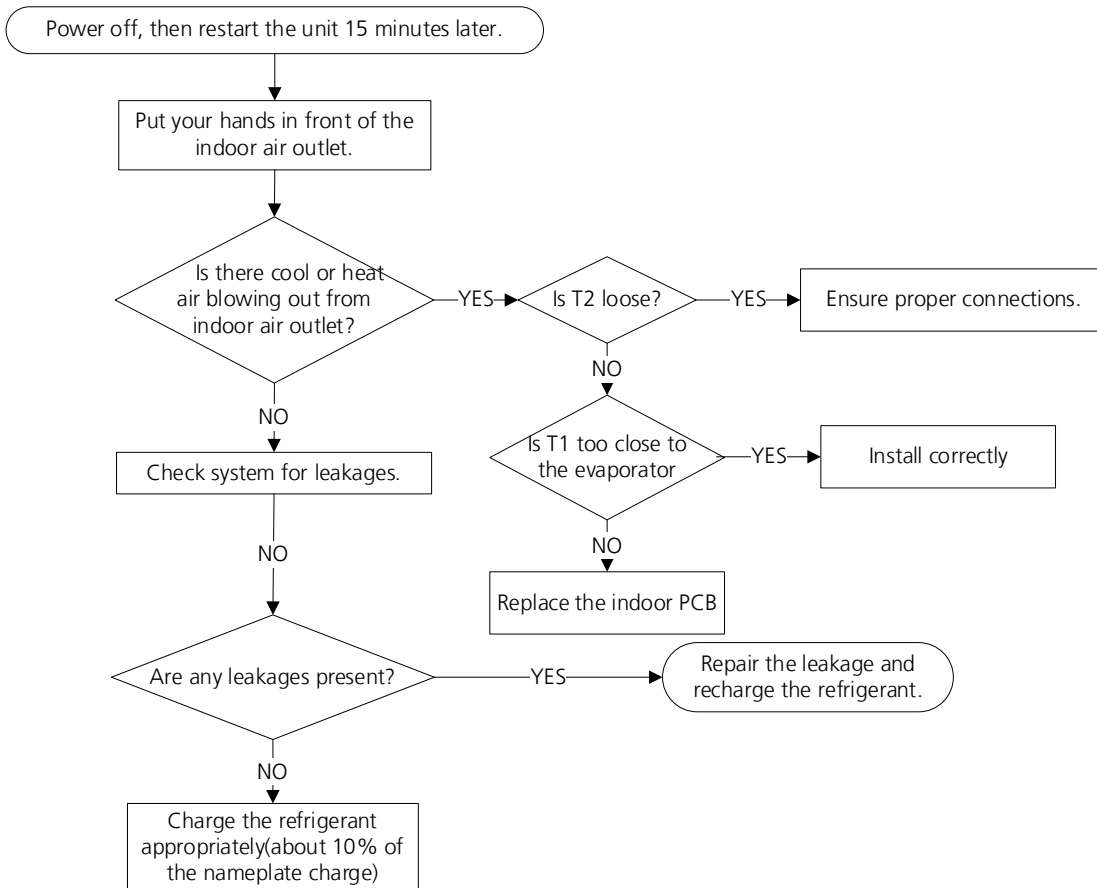 Power off, then restart the unit 15 minutes later.
Put your hands in front of the
indoor air outlet.
Is there cool or heat
air blowing out from
indoor air outlet?
YES
Is T2 loose?
YES
Ensure proper connections.
NO
NO
Is T1 too close to
the evaporator
YES
Install correctly
Check system for leakages.
NO
NO
Replace the indoor PCB
Are any leakages present?
YES
Repair the leakage and
recharge the refrigerant.
NO
Charge the refrigerant
appropriately(about 10% of
the nameplate charge)